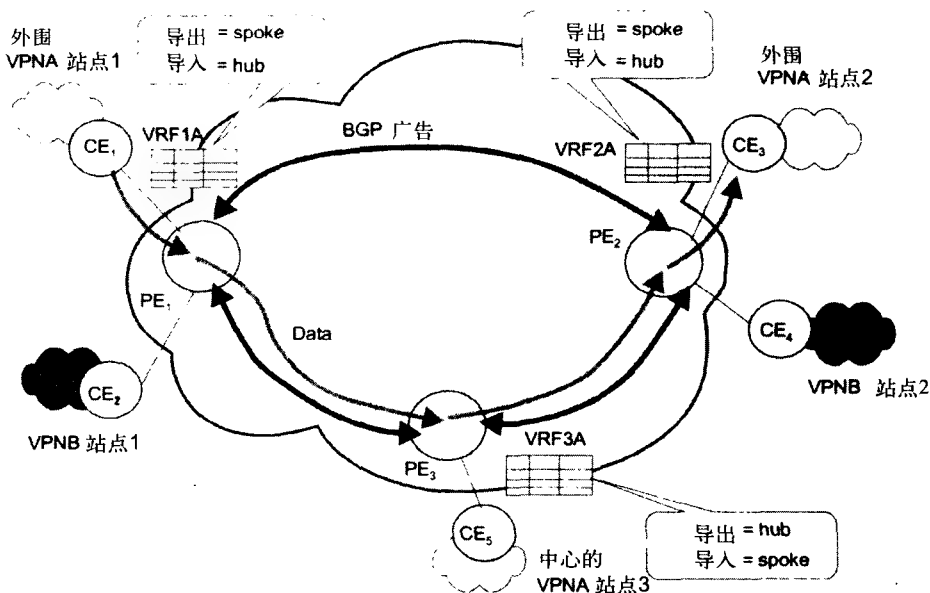 外围
VPNA 站点1
导出 = spoke
导入 = hub
导出 = spoke
导入 = hub
外围
VPNA 站点2
VRF1A
BGP 广告
VRF2A
CE₁
CE₃
PE₂
PE₁
Data
CE₂
CE₄
VPNB 站点1
VPNB 站点2
VRF3A
PE₃
CE₅
中心的
VPNA 站点3
导出 = hub
导入 = spoke